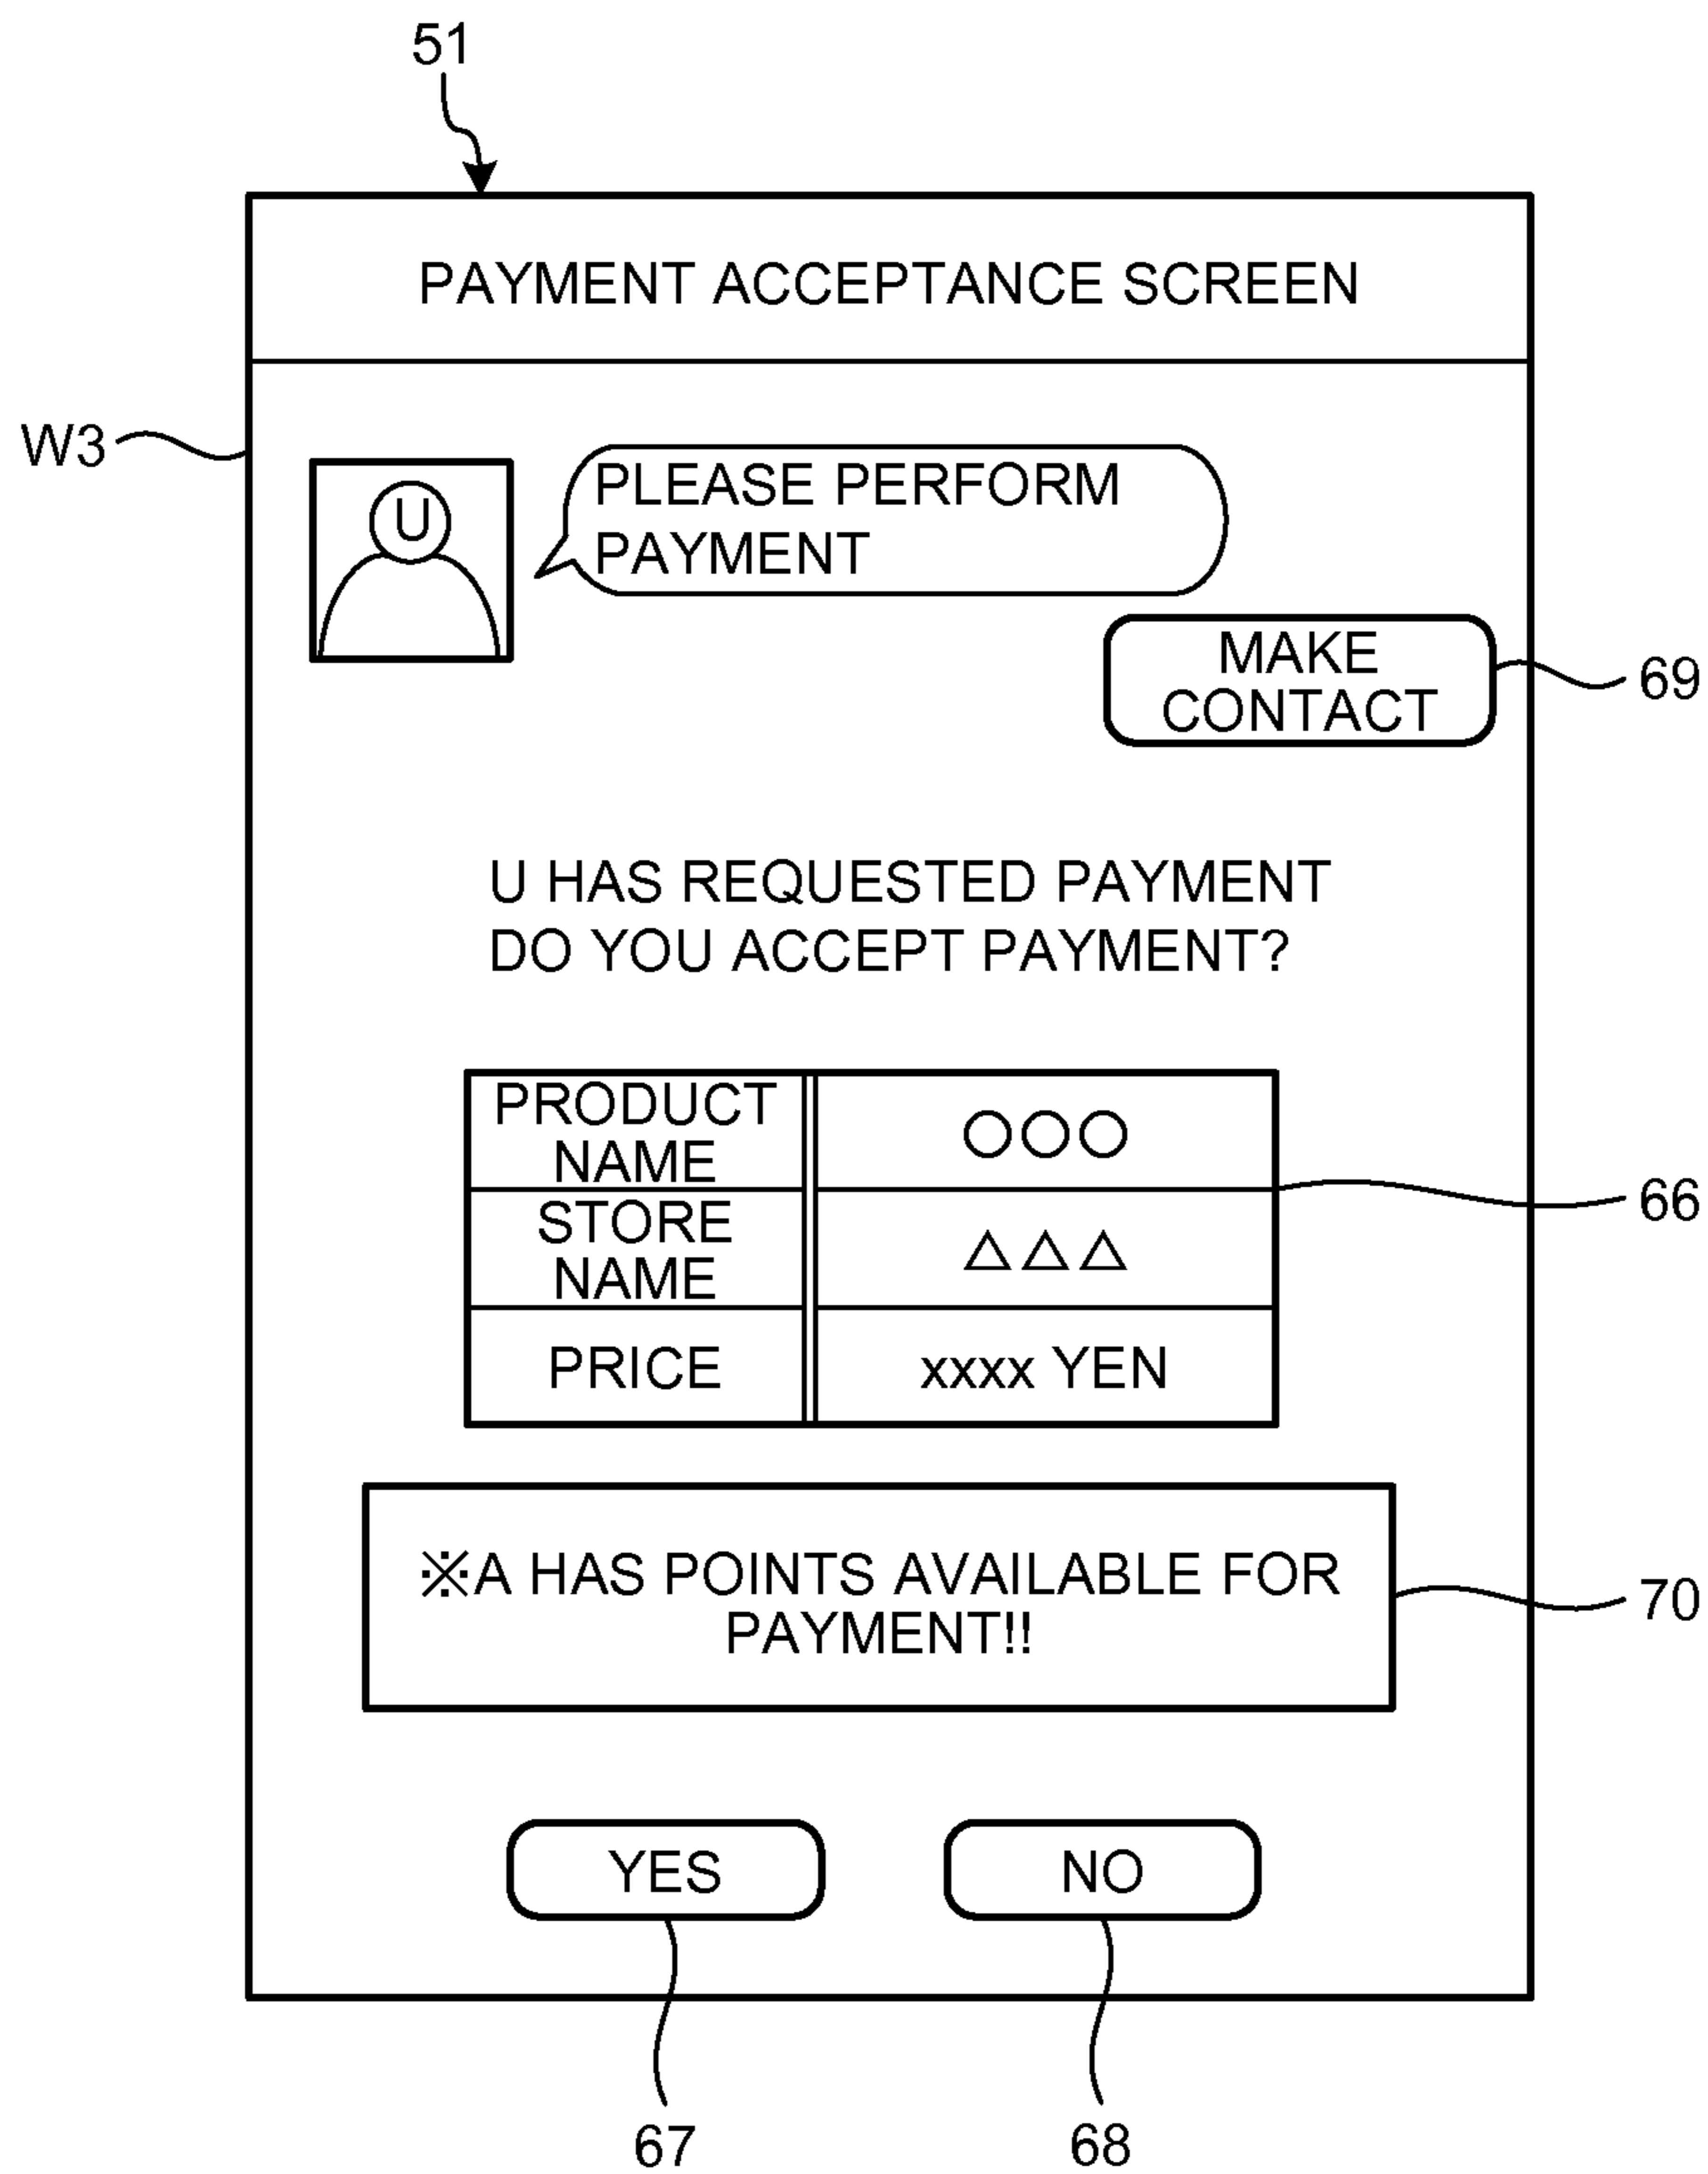 51
PAYMENT ACCEPTANCE SCREEN
W3
U
PLEASE PERFORM
PAYMENT
MAKE
CONTACT
69
U HAS REQUESTED PAYMENT
DO YOU ACCEPT PAYMENT?
PRODUCT
NAME
○○○
66
STORE
NAME
△△△
PRICE
xxxx YEN
※A HAS POINTS AVAILABLE FOR
PAYMENT!!
70
YES
NO
67
68